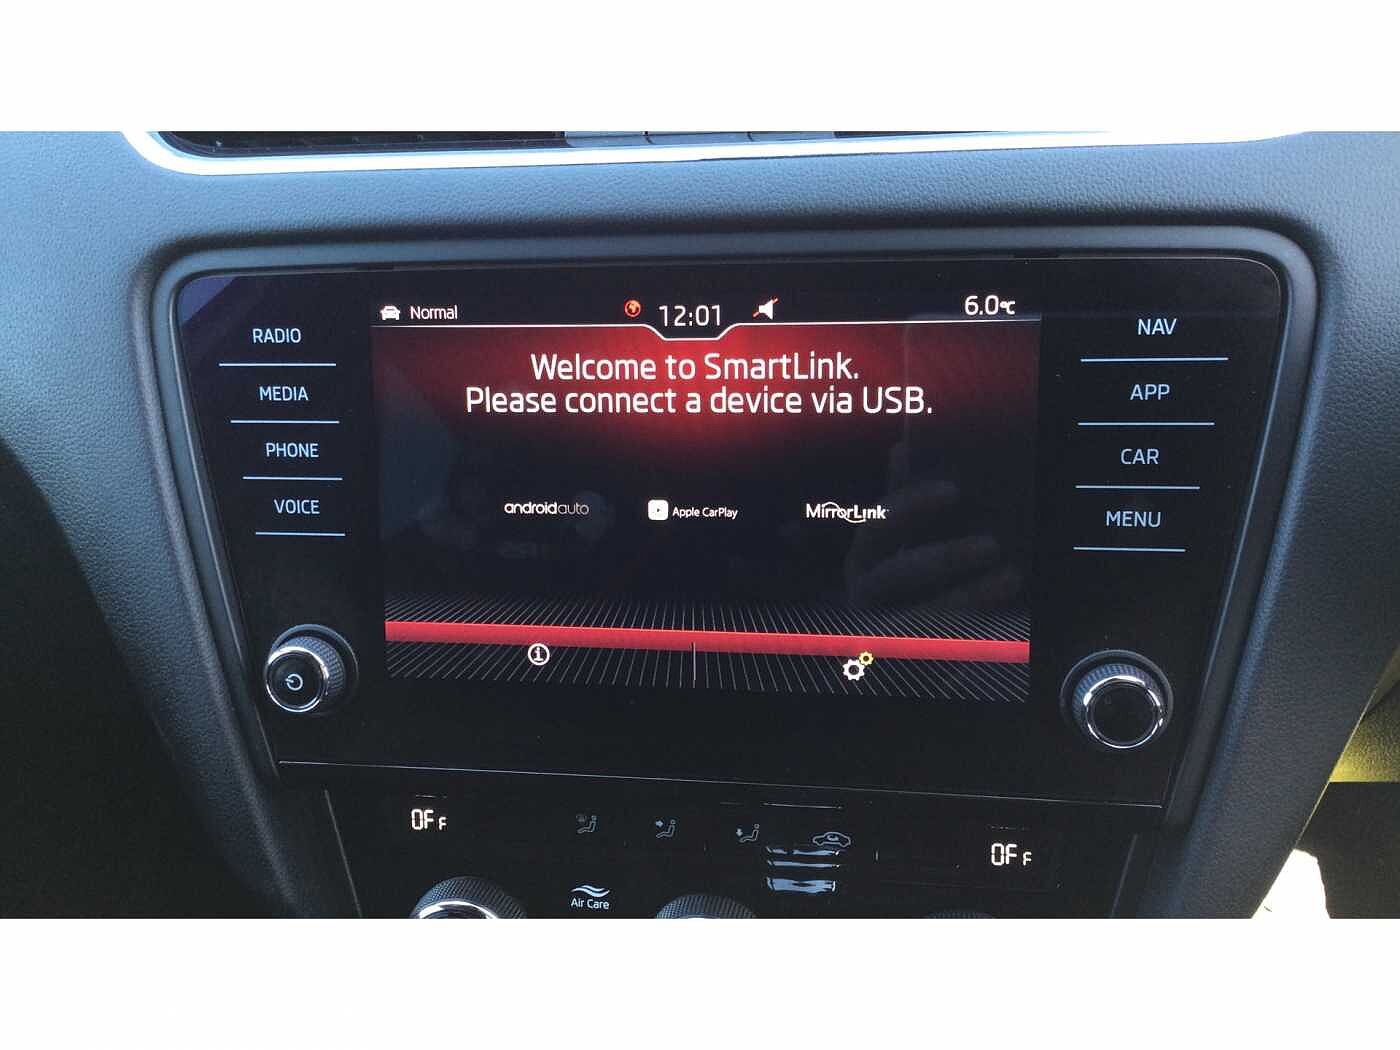 Normal
12:01
6.0°C
RADIO
MEDIA
PHONE
VOICE
Welcome to SmartLink.
Please connect a device via USB.
androidauto
Apple CarPlay
MirrorLink
NAV
APP
CAR
MENU
OFF
OFF
Air Care